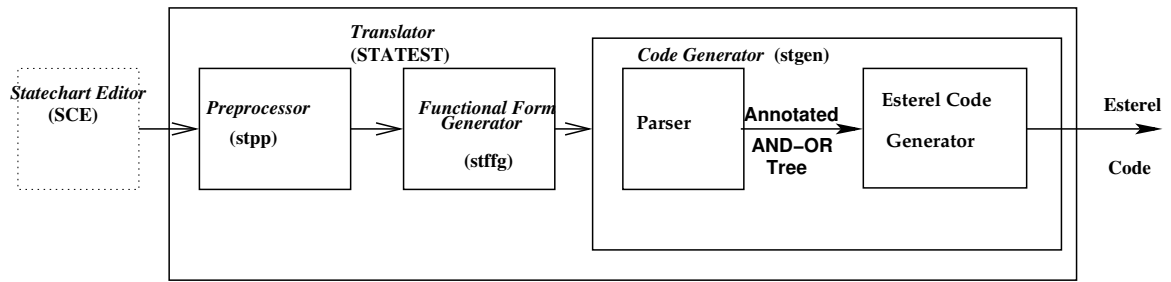 Translator
(STATEST)
Code Generator (stgen)
Statechart Editor
(SCE)
Preprocessor
(stpp)
Functional Form
Generator
(stffg)
Parser
Annotated
AND–OR
Tree
Esterel Code
Generator
Esterel
Code